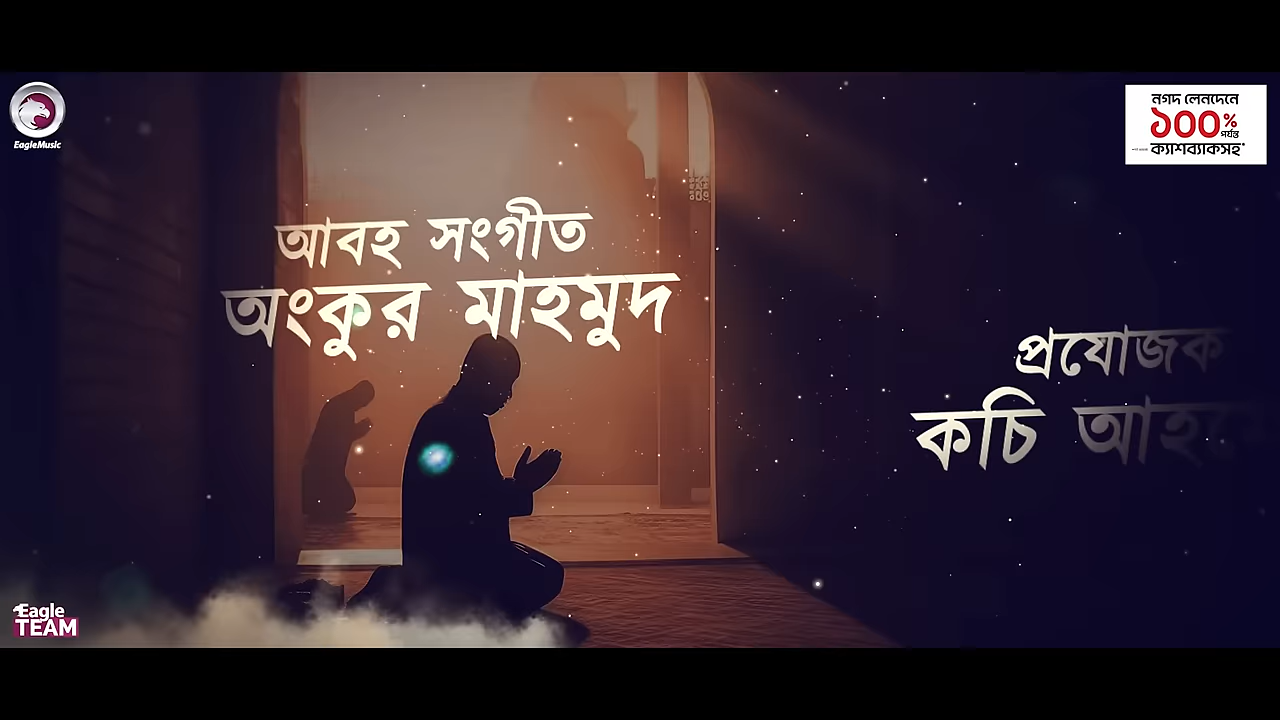 EagleMusic
নগদ লেনদেনে
১০০%
পর্যন্ত
ক্যাশব্যাকসহ*
আবহ সংগীত
অংকুর মাহমুদ
প্রযোজক
কচি
Eagle
TEAM